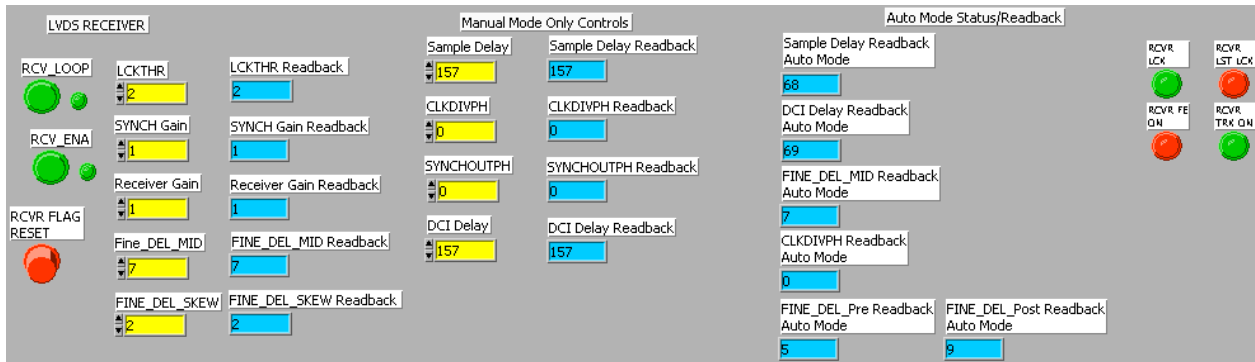 LVDS RECEIVER
RCV_LOOP
RCV_ENA
RCVR FLAG
RESET
LCKTHR
2
LCKTHR Readback
2
SYNCH Gain
1
SYNCH Gain Readback
1
Receiver Gain
1
Receiver Gain Readback
1
Fine_DEL_MID
7
FINE_DEL_MID Readback
7
FINE_DEL_SKEW
2
FINE_DEL_SKEW Readback
2
Manual Mode Only Controls
Sample Delay
157
Sample Delay Readback
157
CLKDIVPH
0
CLKDIVPH Readback
0
SYNCHOUTPH
0
SYNCHOUTPH Readback
0
DCI Delay
157
DCI Delay Readback
157
Auto Mode Status/Readback
Sample Delay Readback
Auto Mode
68
DCI Delay Readback
Auto Mode
69
FINE_DEL_MID Readback
Auto Mode
7
CLKDIVPH Readback
Auto Mode
0
FINE_DEL_Pre Readback
Auto Mode
5
FINE_DEL_Post Readback
Auto Mode
9
RCVR
LCK
RCVR
LST LCK
RCVR FE
ON
RCVR
TRK ON